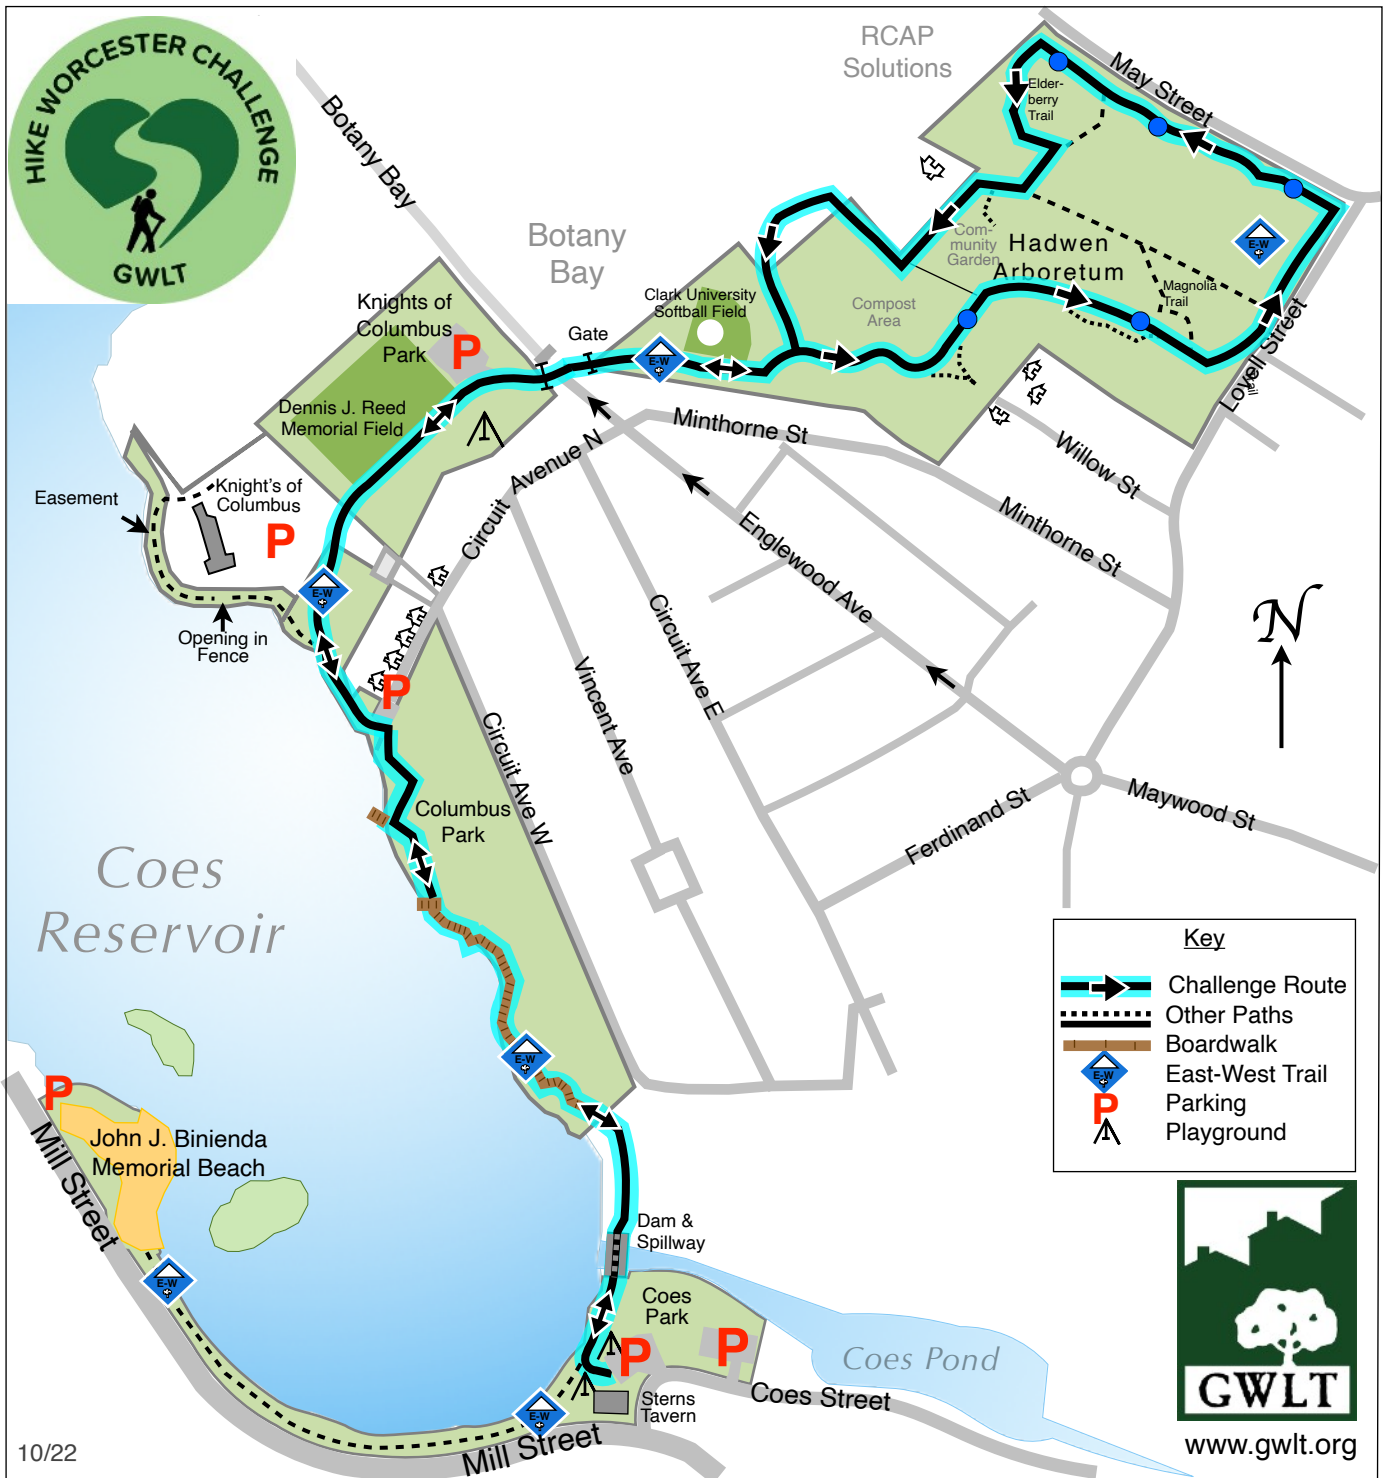 HIKE WORCESTER CHALLENGE
GWLT
RCAP
Solutions
May Street
Elder-
berry
Trail
Botany Bay
Botany
Bay
Com-
munity
Garden
Hadwen
Arboretum
Magnolia
Trail
E-W
Clark University
Softball Field
Compost
Area
Knights of
Columbus
Park
P
Gate
E-W
Lovell Street
Dennis J. Reed
Memorial Field
Minthorne St
Willow St
Circuit Avenue N
Easement
Knight's of
Columbus
P
Minthorne St
Englewood Ave
E-W
Opening in
Fence
P
Circuit Ave E
Vincent Ave
Circuit Ave W
N
Columbus
Park
Ferdinand St
Maywood St
Coes
Reservoir
E-W
Key
Challenge Route
Other Paths
Boardwalk
E-W
East-West Trail
P
Parking
Playground
P
John J. Binienda
Memorial Beach
Mill Street
E-W
Dam &
Spillway
Coes
Park
P
P
Coes Pond
Coes Street
Sterns
Tavern
E-W
Mill Street
GWLT
www.gwlt.org
10/22